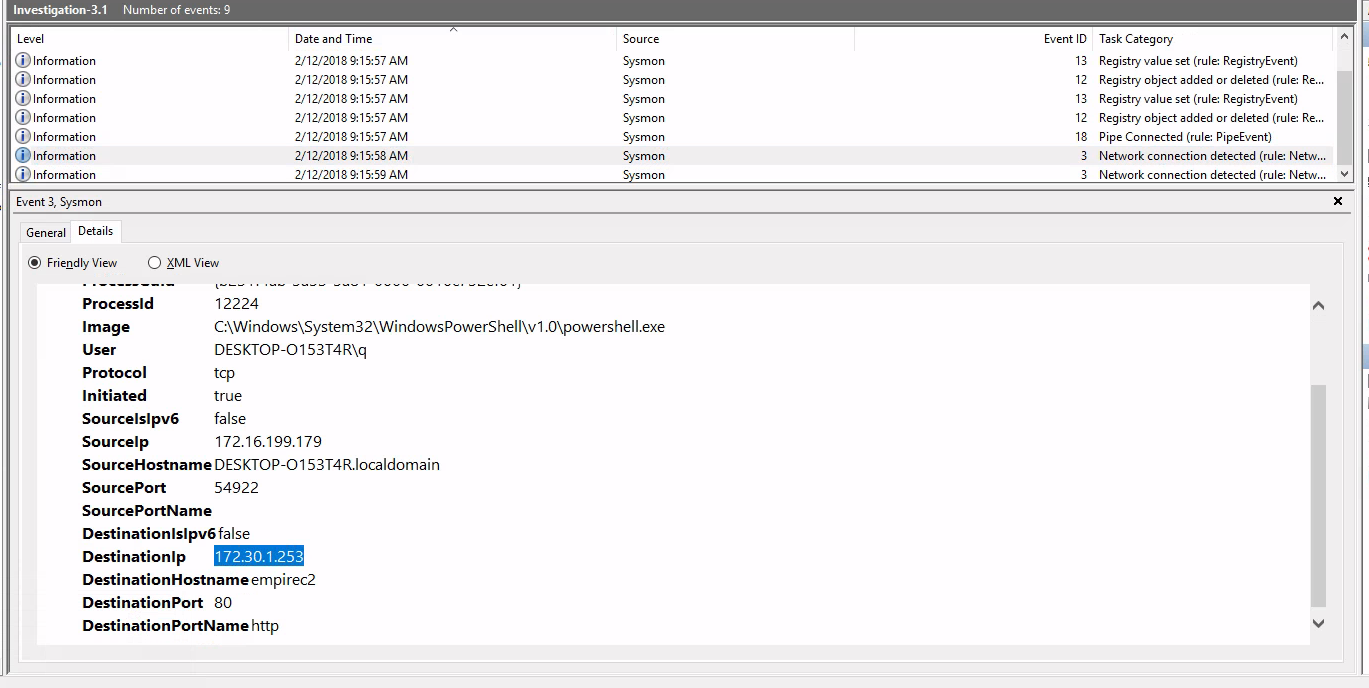 Investigation-3.1 Number of events: 9
Level Date and Time Source Event ID Task Category
Information 2/12/2018 9:15:57 AM Sysmon 13 Registry value set (rule: RegistryEvent)
Information 2/12/2018 9:15:57 AM Sysmon 12 Registry object added or deleted (rule: Re...
Information 2/12/2018 9:15:57 AM Sysmon 13 Registry value set (rule: RegistryEvent)
Information 2/12/2018 9:15:57 AM Sysmon 12 Registry object added or deleted (rule: Re...
Information 2/12/2018 9:15:57 AM Sysmon 18 Pipe Connected (rule: PipeEvent)
Information 2/12/2018 9:15:58 AM Sysmon 3 Network connection detected (rule: Netw...
Information 2/12/2018 9:15:59 AM Sysmon 3 Network connection detected (rule: Netw...
Event 3, Sysmon
General Details
Friendly View XML View
ProcessId 12224
Image C:\Windows\System32\WindowsPowerShell\v1.0\powershell.exe
User DESKTOP-O153T4R\q
Protocol tcp
Initiated true
SourceIsIpv6 false
SourceIp 172.16.199.179
SourceHostname DESKTOP-O153T4R.localdomain
SourcePort 54922
SourcePortName
DestinationIsIpv6 false
DestinationIp 172.30.1.253
DestinationHostname empirec2
DestinationPort 80
DestinationPortName http